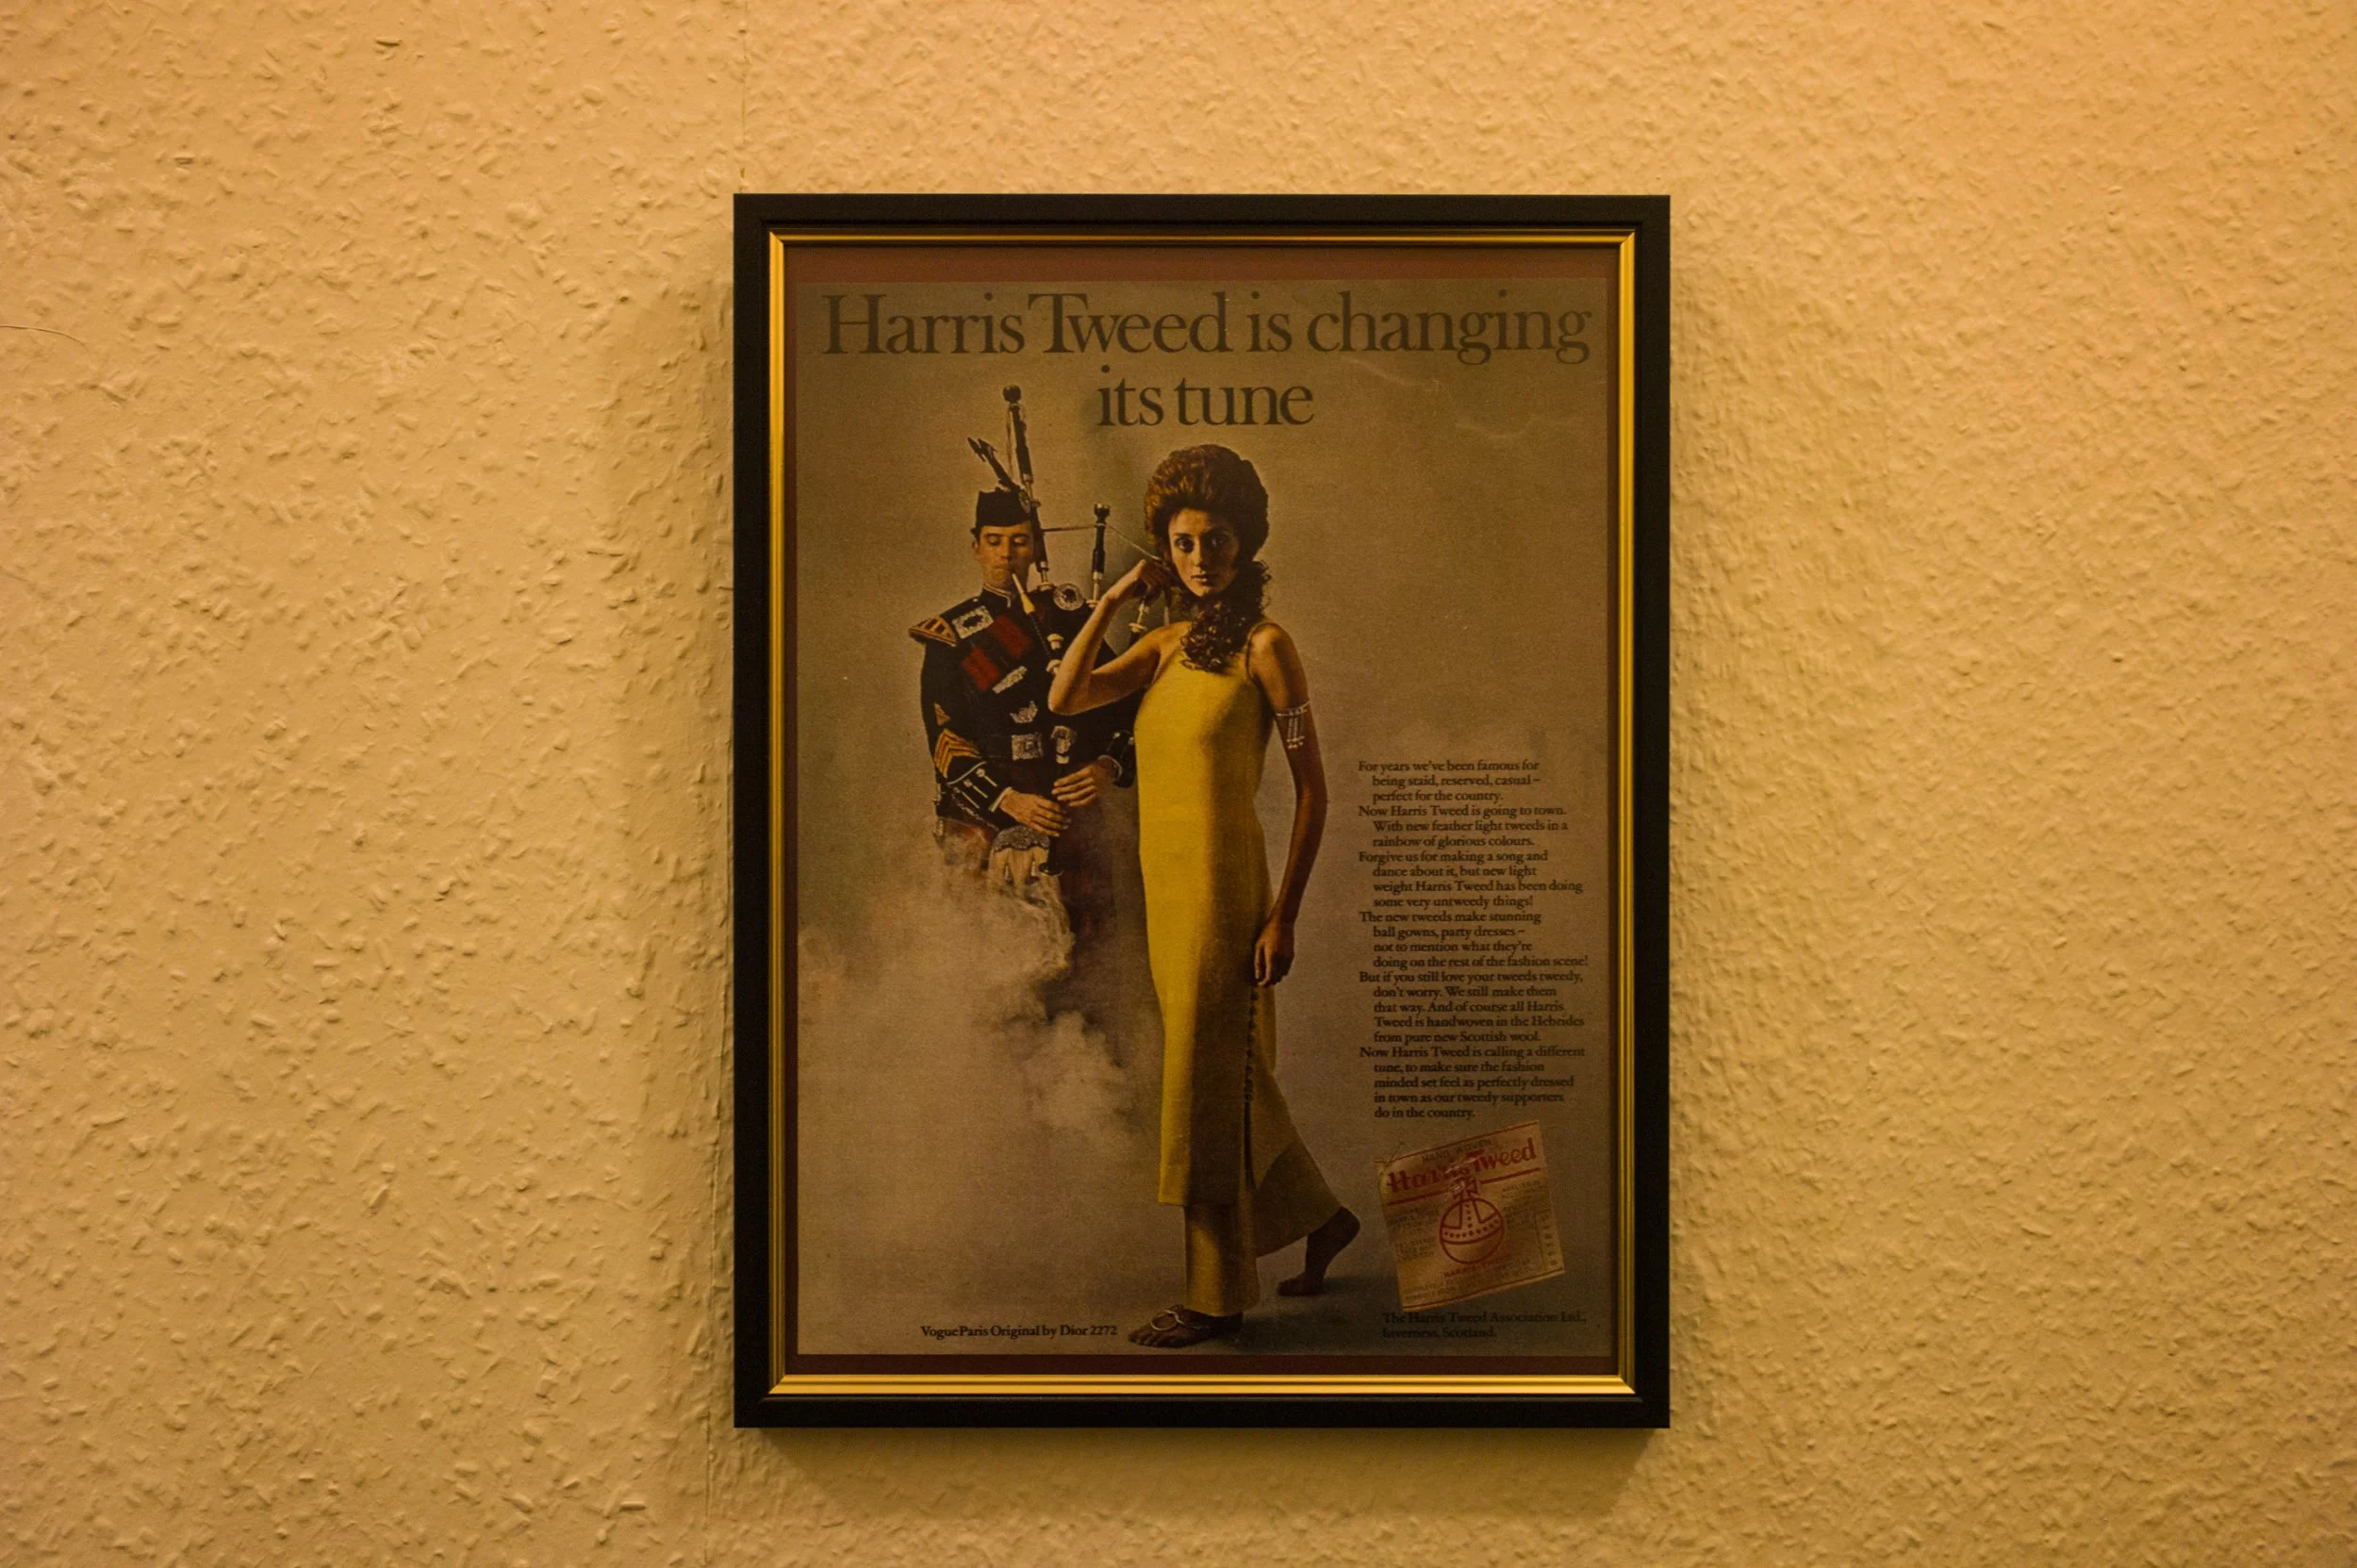 Harris Tweed is changing
its tune
For years we've been famous for
being staid, reserved, casual –
perfect for the country.
Now Harris Tweed is going to town.
With new feather light tweeds in a
rainbow of glorious colours.
Forgive us for making a song and
dance about it, but new light
weight Harris Tweed has been doing
some very untweedy things!
The new tweeds make stunning
ball gowns, party dresses –
not to mention what they're
doing on the rest of the fashion scene!
But if you still love your tweeds tweedy,
don't worry. We still make them
that way. And of course all Harris
Tweed is handwoven in the Hebrides
from pure new Scottish wool.
Now Harris Tweed is calling a different
tune, to make sure the fashion
minded set feel as perfectly dressed
in town as our tweedy supporters
do in the country.
HAND WOVEN
Harris Tweed
The Harris Tweed Association Ltd.,
Inverness, Scotland.
Vogue Paris Original by Dior 2272